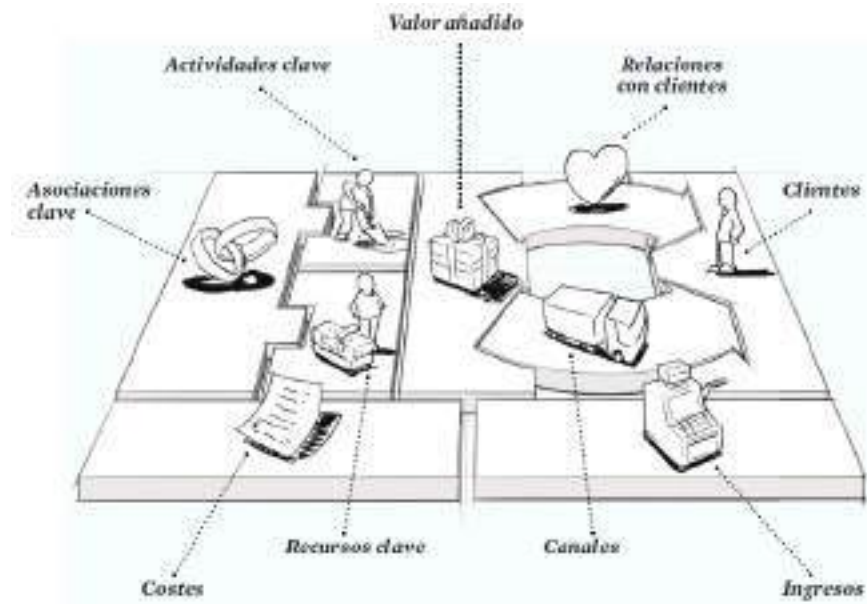 Valor añadido
Actividades clave
Relaciones
con clientes
Asociaciones
clave
Clientes
Recursos clave
Canales
Costes
Ingresos